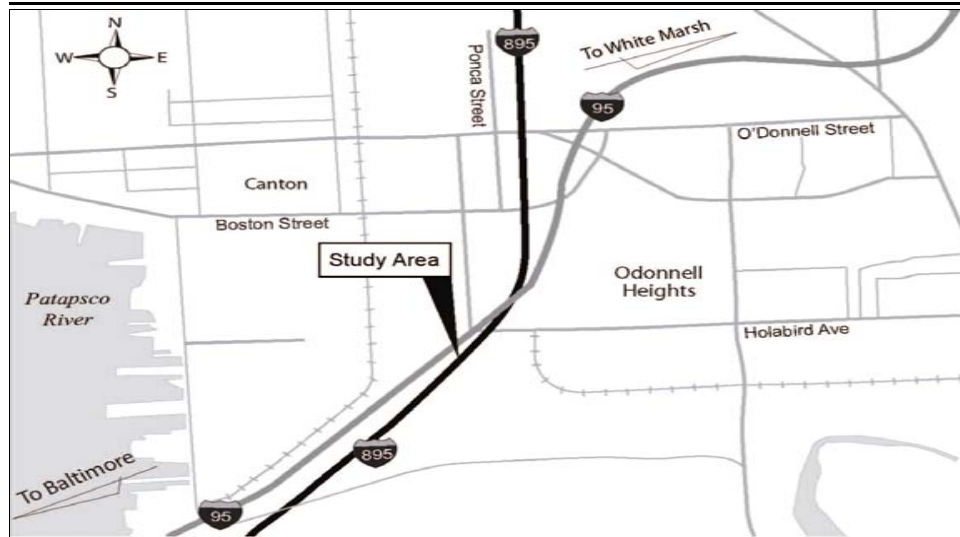 N
W E
S
895
To White Marsh
Ponca Street
95
O'Donnell Street
Canton
Boston Street
Study Area
Odonnell
Heights
Patapsco
River
Holabird Ave
895
To Baltimore
95